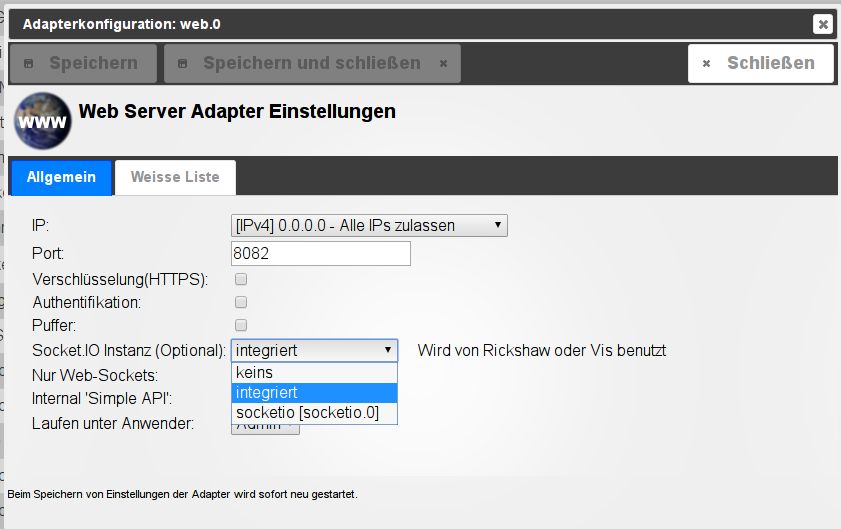 Adapterkonfiguration: web.0
Speichern Speichern und schließen Schließen
www Web Server Adapter Einstellungen
Allgemein Weisse Liste
IP: [IPv4] 0.0.0.0 - Alle IPs zulassen
Port: 8082
Verschlüsselung(HTTPS):
Authentifikation:
Puffer:
Socket.IO Instanz (Optional): integriert Wird von Rickshaw oder Vis benutzt
keins
Nur Web-Sockets:
integriert
Internal 'Simple API':
socketio [socketio.0]
Laufen unter Anwender: Admin
Beim Speichern von Einstellungen der Adapter wird sofort neu gestartet.